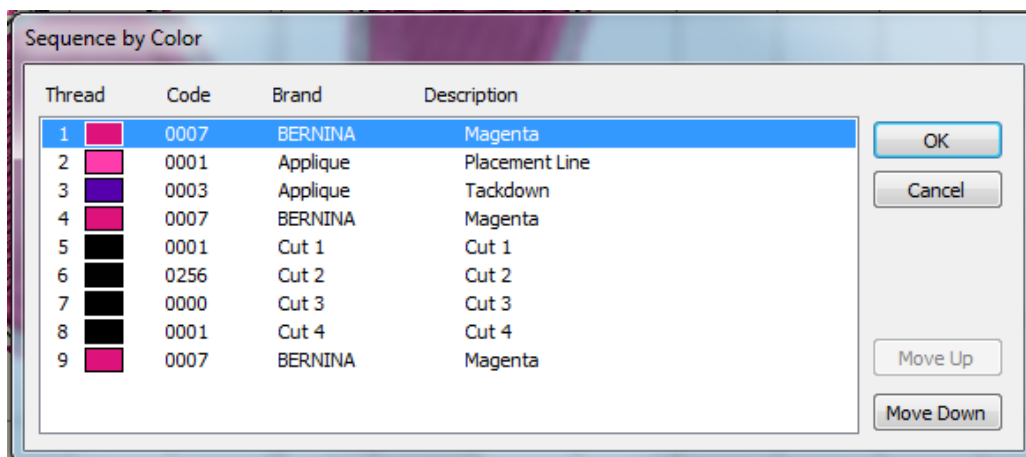 Sequence by Color
Thread Code Brand Description
1 0007 BERNINA Magenta
2 0001 Applique Placement Line
3 0003 Applique Tackdown
4 0007 BERNINA Magenta
5 0001 Cut 1 Cut 1
6 0256 Cut 2 Cut 2
7 0000 Cut 3 Cut 3
8 0001 Cut 4 Cut 4
9 0007 BERNINA Magenta
OK
Cancel
Move Up
Move Down